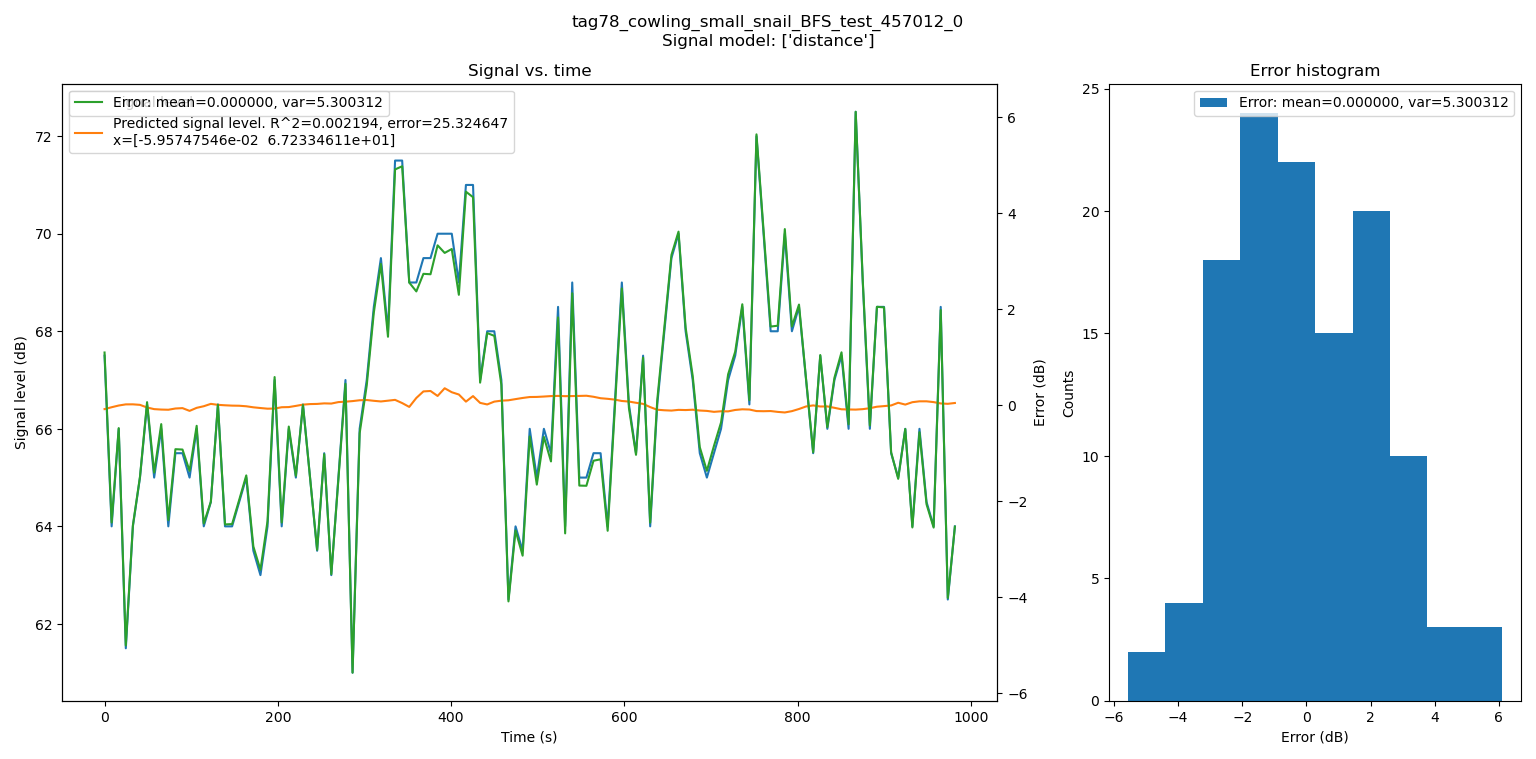 tag78_cowling_small_snail_BFS_test_457012_0
Signal model: ['distance']
Signal vs. time
Error: mean=0.000000, var=5.300312
Predicted signal level. R^2=0.002194, error=25.324647
x=[-5.95747546e-02 6.72334611e+01]
Signal level (dB)
72
70
68
66
64
62
0
200
400
600
800
1000
Time (s)
6
4
2
0
−2
−4
−6
Error (dB)
Error histogram
Error: mean=0.000000, var=5.300312
Counts
25
20
15
10
5
0
−6
−4
−2
0
2
4
6
Error (dB)